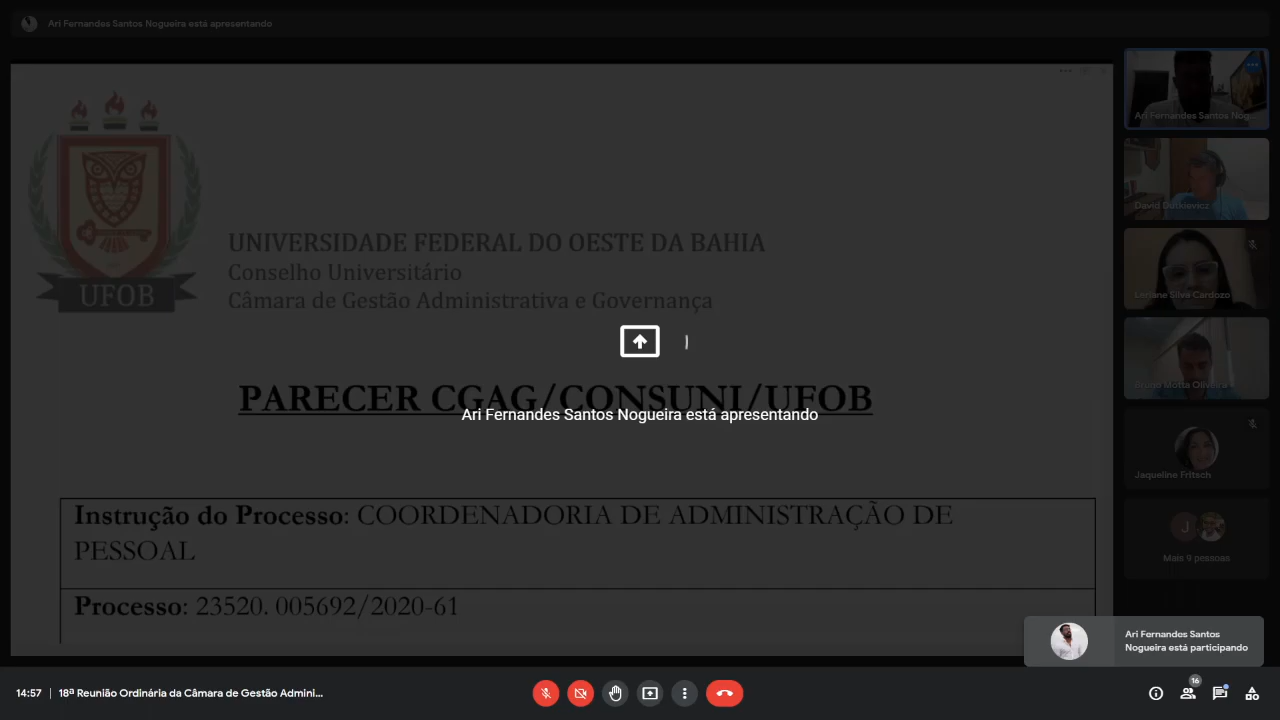 Ari Fernandes Santos Nogueira está apresentando
Ari Fernandes Santos Nog...
David Dutkievicz
Leriane Silva Cardozo
Bruno Motta Oliveira
Jaqueline Fritsch
J
Mais 9 pessoas
UFOB
UNIVERSIDADE FEDERAL DO OESTE DA BAHIA
Conselho Universitário
Câmara de Gestão Administrativa e Governança
PARECER CGAG/CONSUNI/UFOB
Ari Fernandes Santos Nogueira está apresentando
Instrução do Processo: COORDENADORIA DE ADMINISTRAÇÃO DE
PESSOAL
Processo: 23520. 005692/2020-61
Ari Fernandes Santos
Nogueira está participando
14:57 | 18ª Reunião Ordinária da Câmara de Gestão Admini...
16